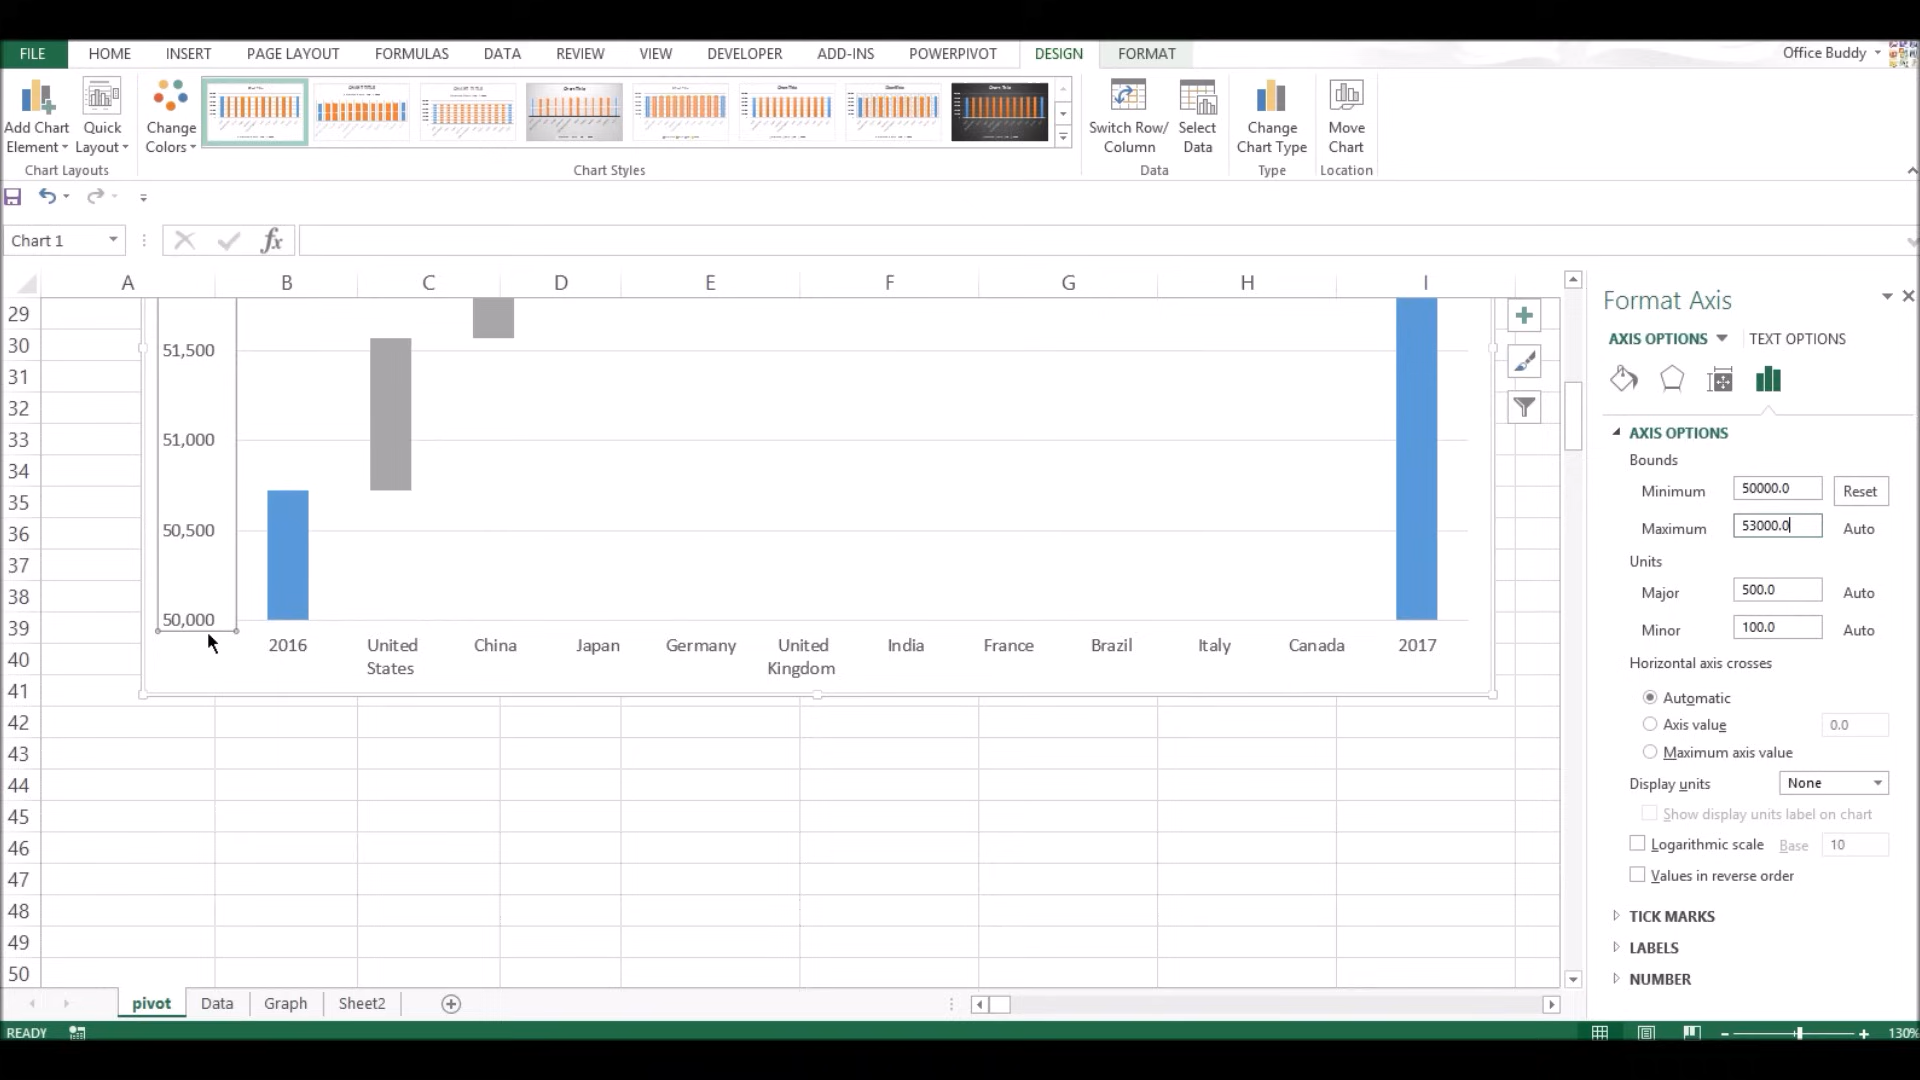 FILE HOME INSERT PAGE LAYOUT FORMULAS DATA REVIEW VIEW DEVELOPER ADD-INS POWERPIVOT DESIGN FORMAT Office Buddy
Add Chart Element
Quick Layout
Change Colors
Switch Row/ Column
Select Data
Change Chart Type
Move Chart
Chart Layouts Chart Styles Data Type Location
Chart 1 fx
A B C D E F G H I
29
30
31
32
33
34
35
36
37
38
39
40
41
42
43
44
45
46
47
48
49
50
51,500
51,000
50,500
50,000
2016 United States China Japan Germany United Kingdom India France Brazil Italy Canada 2017
Format Axis
AXIS OPTIONS TEXT OPTIONS
AXIS OPTIONS
Bounds
Minimum 50000.0 Reset
Maximum 53000.0 Auto
Units
Major 500.0 Auto
Minor 100.0 Auto
Horizontal axis crosses
Automatic
Axis value 0.0
Maximum axis value
Display units None
Show display units label on chart
Logarithmic scale Base 10
Values in reverse order
TICK MARKS
LABELS
NUMBER
pivot Data Graph Sheet2
READY 130%